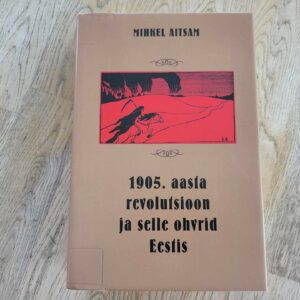 MIHKEL AITSAM
1905. aasta
revolutsioon
ja selle ohvrid
Eestis